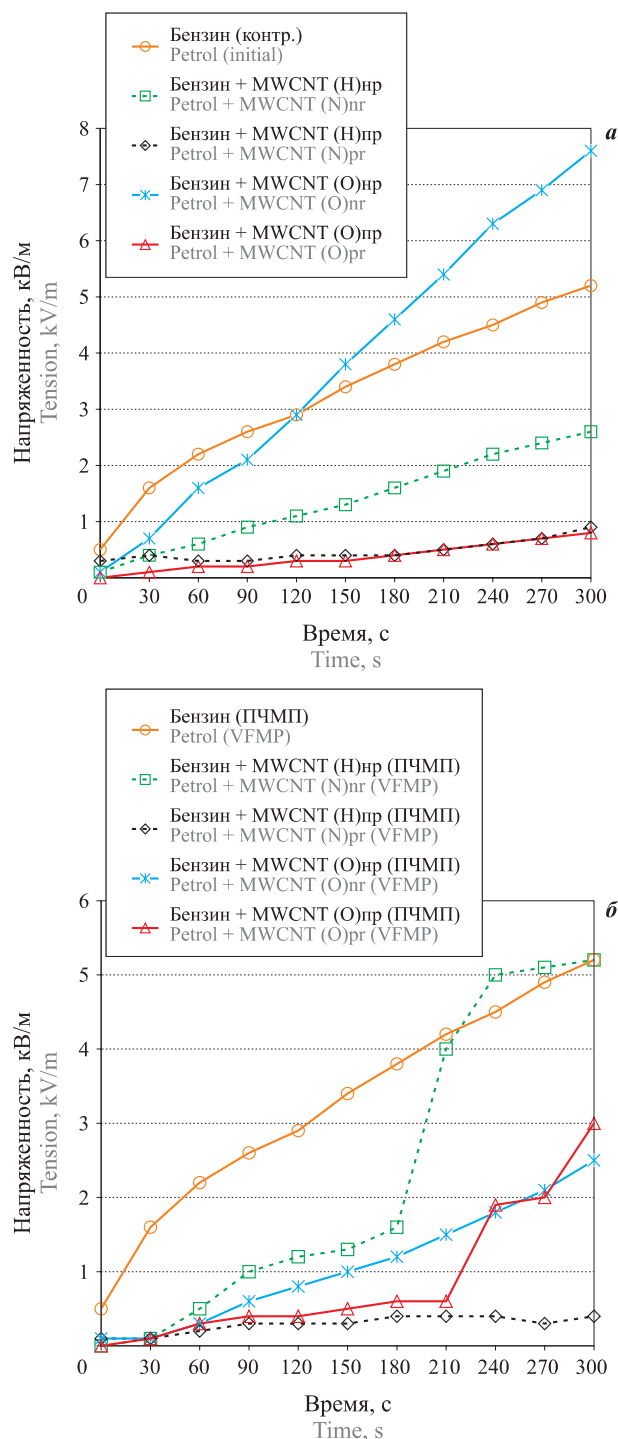 Бензин (контр.)
Petrol (initial)
Бензин + MWCNT (Н)нр
Petrol + MWCNT (N)nr
Бензин + MWCNT (Н)пр
Petrol + MWCNT (N)pr
Бензин + MWCNT (О)нр
Petrol + MWCNT (O)nr
Бензин + MWCNT (О)пр
Petrol + MWCNT (O)pr
а
Напряженность, кВ/м
Tension, kV/m
8
7
6
5
4
3
2
1
0 30 60 90 120 150 180 210 240 270 300
Время, с
Time, s
Бензин (ПЧМП)
Petrol (VFMP)
Бензин + MWCNT (Н)нр (ПЧМП)
Petrol + MWCNT (N)nr (VFMP)
Бензин + MWCNT (Н)пр (ПЧМП)
Petrol + MWCNT (N)pr (VFMP)
Бензин + MWCNT (О)нр (ПЧМП)
Petrol + MWCNT (O)nr (VFMP)
Бензин + MWCNT (О)пр (ПЧМП)
Petrol + MWCNT (O)pr (VFMP)
б
Напряженность, кВ/м
Tension, kV/m
6
5
4
3
2
1
0 30 60 90 120 150 180 210 240 270 300
Время, с
Time, s